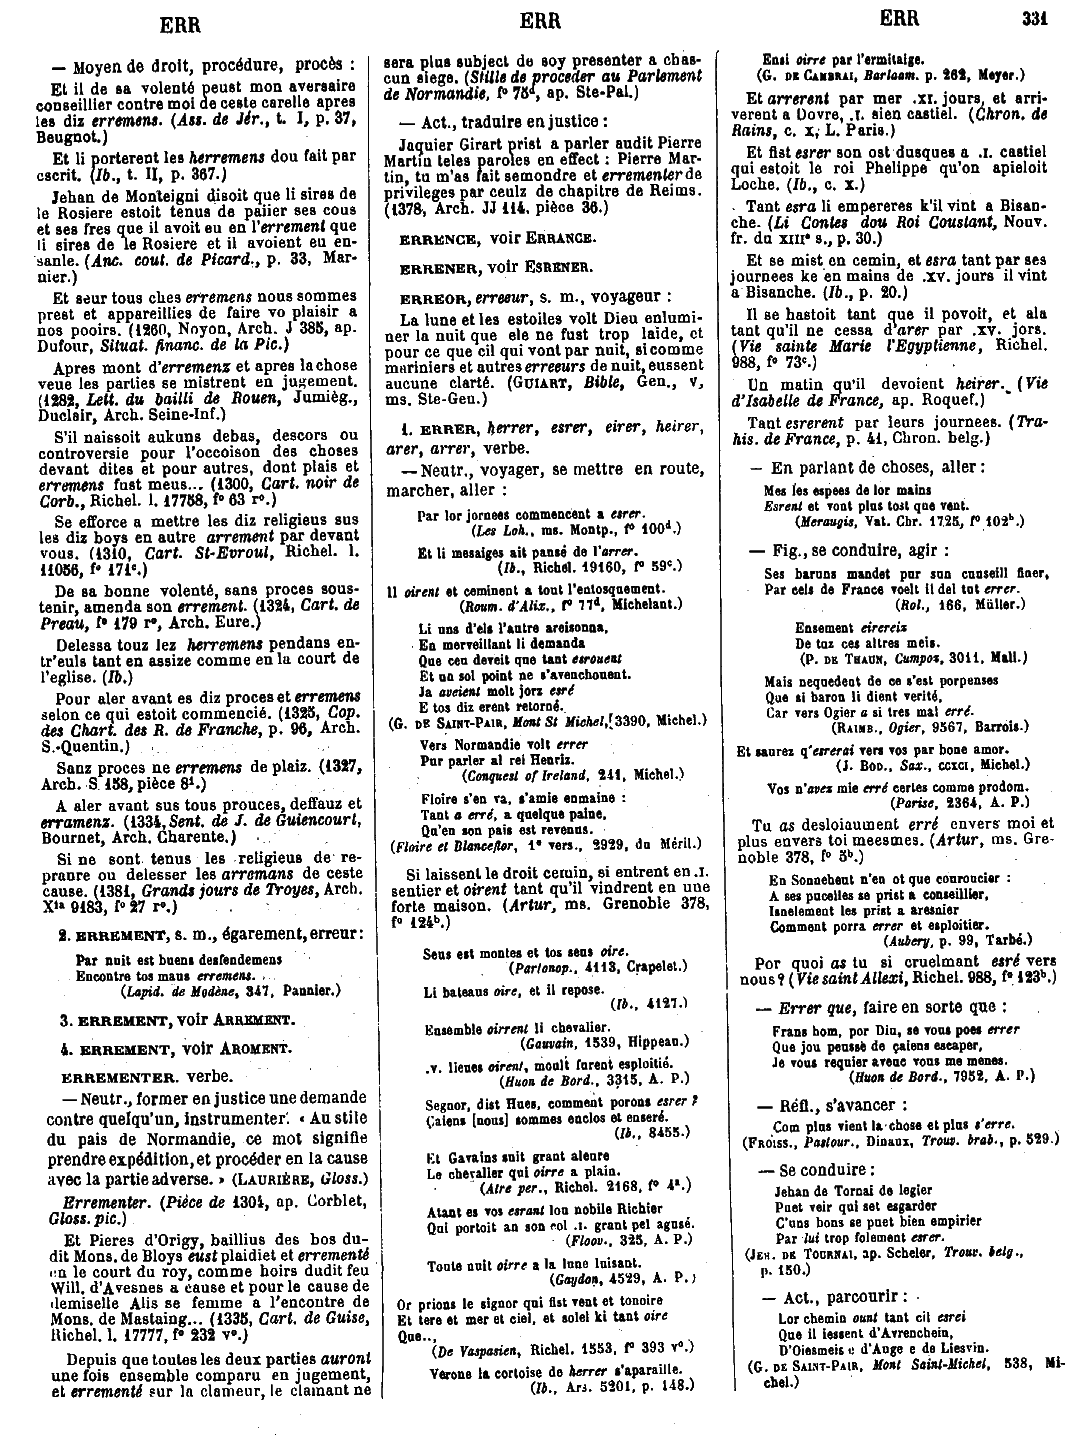 ERR
ERR
ERR 331
— Moyen de droit, procédure, procès :
Et il de sa volenté peust mon aversaire
conseillier contre moi de ceste carelle apres
les diz erremens. (Ass. de Jér., t. I, p. 37,
Beugnot.)
Et li porterent les herremens dou fait par
escrit. (Ib., t. II, p. 367.)
Jehan de Monteigni disoit que li sires de
le Rosiere estoit tenus de paiier ses cous
et ses fres que il avoit eu en l'errement que
li sires de le Rosiere et il avoient eu en-
sanle. (Anc. cout. de Picard., p. 33, Mar-
nier.)
Et seur tous ches erremens nous sommes
prest et appareillies de faire vo plaisir a
nos pooirs. (1260, Noyon, Arch. J 385, ap.
Dufour, Situat. financ. de la Pic.)
Apres mont d'erremenz et apres la chose
veue les parties se mistrent en jugement.
(1282, Lett. du bailli de Rouen, Jumièg.,
Duclair, Arch. Seine-Inf.)
S'il naissoit aukuns debas, descors ou
controversie pour l'occoison des choses
devant dites et pour autres, dont plais et
erremens fust meus... (1300, Cart. noir de
Corb., Richel. l. 17758, f° 63 r°.)
Se efforce a mettre les diz religieus sus
les diz boys en autre arrement par devant
vous. (1310, Cart. St-Evroul, Richel. l.
11056, f° 171c.)
De sa bonne volenté, sans proces sous-
tenir, amenda son errement. (1324, Cart. de
Preau, f° 179 r°, Arch. Eure.)
Delessa touz lez herremens pendans en-
tr'euls tant en assize comme en la court de
l'eglise. (Ib.)
Pour aler avant es diz proces et erremens
selon ce qui estoit commencié. (1325, Cop.
des Chart. des R. de Franche, p. 96, Arch.
S.-Quentin.)
Sanz proces ne erremens de plaiz. (1327,
Arch. S 158, pièce 81.)
A aler avant sus tous prouces, deffauz et
erramenz. (1334, Sent. de J. de Guiencourt,
Bournet, Arch. Charente.)
Si ne sont tenus les religieus de re-
pranre ou delesser les arremans de ceste
cause. (1381, Grands jours de Troyes, Arch.
X1a 9183, f° 27 r°.)
2. ERREMENT, s. m., égarement, erreur :
Par nuit est buens desfendemens
Encontre tos maus erremens.
(Lapid. de Modène, 347, Pannier.)
3. ERREMENT, voir ARREMENT.
4. ERREMENT, voir AROMENT.
ERREMENTER. verbe.
— Neutr., former en justice une demande
contre quelqu'un, instrumenter. « Au stile
du pais de Normandie, ce mot signifie
prendre expédition, et procéder en la cause
avec la partie adverse. » (LAURIÈRE, Gloss.)
Errementer. (Pièce de 1304, ap. Corblet,
Gloss. pic.)
Et Pieres d'Origy, baillius des bos du-
dit Mons. de Bloys eust plaidiet et errementé
en le court du roy, comme hoirs dudit feu
Will. d'Avesnes a cause et pour le cause de
demiselle Alis se femme a l'encontre de
Mons. de Mastaing... (1335, Cart. de Guise,
Richel. l. 17777, f° 232 v°.)
Depuis que toutes les deux parties auront
une fois ensemble comparu en jugement,
et errementé sur la clameur, le clamant ne
sera plus subject de soy presenter a chas-
cun siege. (Stille de proceder au Parlement
de Normandie, f° 75d, ap. Ste-Pal.)
— Act., traduire en justice :
Jaquier Girart prist a parler audit Pierre
Martin teles paroles en effect : Pierre Mar-
tin, tu m'as fait semondre et errementer de
privileges par ceulz de chapitre de Reims.
(1378, Arch. JJ 114. pièce 36.)
ERRENCE, voir ERRANCE.
ERRENER, voir ESRENER.
ERREOR, erreeur, s. m., voyageur :
La lune et les estoiles volt Dieu enlumi-
ner la nuit que ele ne fust trop laide, et
pour ce que cil qui vont par nuit, si comme
mariniers et autres erreeurs de nuit, eussent
aucune clarté. (GUIART, Bible, Gen., V,
ms. Ste-Gen.)
1. ERRER, herrer, esrer, eirer, heirer,
arer, arrer, verbe.
— Neutr., voyager, se mettre en route,
marcher, aller :
Par lor jornees commencent a esrer.
(Les Loh., ms. Montp., f° 100d.)
Et li mesaiges ait pansé de l'arrer.
(Ib., Richel. 19160, f° 59c.)
Il oirent et ceminent a tout l'entosquement.
(Roum. d'Alix., f° 77d, Michelant.)
Li uns d'els l'autre areisonna,
En merveillant li demanda
Que ceu deveit que tant esrouent
Et un sol point ne s'avenchouent.
Ja aveient molt jorz esré
E tos diz erent retorné.
(G. DE SAINT-PAIR, Mont St Michel, 3390, Michel.)
Vers Normandie volt errer
Pur parler al rei Henriz.
(Conquest of Ireland, 241, Michel.)
Floire s'en va, s'amie enmaine :
Tant a erré, a quelque paine,
Qu'en son pais est revenus.
(Floire et Blanceflor, 1e vers., 2929, du Méril.)
Si laissent le droit cemin, si entrent en .I.
sentier et oirent tant qu'il vindrent en une
forte maison. (Artur, ms. Grenoble 378,
f° 124b.)
Sens est montes et tos sens oire.
(Partonop., 4113, Crapelet.)
Li bateaus oire, et il repose.
(Ib., 4127.)
Ensemble oirrent li chevalier.
(Gauvain, 1539, Hippeau.)
.v. lieues oirent, moult furent esploitié.
(Huon de Bord., 3315, A. P.)
Segnor, dist Hues, comment porons esrer ?
Çaiens [nous] sommes enclos et enserré.
(Ib., 8455.)
Et Gavains suit grant aleure
Le chevalier qui oirre a plain.
(Atre per., Richel. 2168, f° 4a.)
Atant es vos esrant lou nobile Richier
Qui portoit an son col .I. grant pel agusé.
(Floov., 325, A. P.)
Toute nuit oirre a la lune luisant.
(Gaydon, 4529, A. P.)
Or prions le signor qui fist vent et tonoire
Et tere et mer et ciel, et solel ki tant oire
Que...
(De Vaspasien, Richel. 1553, f° 393 v°.)
Verone la cortoise de herrer s'aparaille.
(Ib., Ars. 5201, p. 148.)
Ensi oirre par l'ermitaige.
(G. DE CAMBRAI, Barlaam. p. 262, Meyer.)
Et arrerent par mer .XI. jours, et arri-
verent a Dovre, .I. sien castiel. (Chron. de
Rains, c. X, L. Paris.)
Et fist esrer son ost dusques a .I. castiel
qui estoit le roi Phelippe qu'on apieloit
Loche. (Ib., c. X.)
Tant esra li empereres k'il vint a Bisan-
che. (Li Contes dou Roi Coustant, Nouv.
fr. du XIIIe s., p. 30.)
Et se mist en cemin, et esra tant par ses
journees ke en mains de .XV. jours il vint
a Bisanche. (Ib., p. 20.)
Il se hastoit tant que il povoit, et ala
tant qu'il ne cessa d'arer par .XV. jors.
(Vie sainte Marie l'Egyptienne, Richel.
988, f° 73c.)
Un matin qu'il devoient heirer. (Vie
d'Isabelle de France, ap. Roquef.)
Tant esrerent par leurs journees. (Tra-
his. de France, p. 41, Chron. belg.)
— En parlant de choses, aller :
Mes les espees de lor mains
Esrent et vont plus tost que vent.
(Meraugis, Vat. Chr. 1725, f° 102b.)
— Fig., se conduire, agir :
Ses baruns mandet pur sun cunseill finer,
Par cels de France voelt il del tut errer.
(Rol., 166, Müller.)
Ensement eirereiz
De tuz ces altres meis.
(P. DE THAUN, Cumpoz, 3011, Mall.)
Mais nequedent de ce s'est porpenses
Que si baron li dient verité,
Car vers Ogier a si tres mal erré.
(RAIMB., Ogier, 9567, Barrois.)
Et saurez q'esrerai vers vos par bone amor.
(J. BOD., Sax., CCXCI, Michel.)
Vos n'avez mie erré certes comme prodom.
(Parise, 2364, A. P.)
Tu as desloiaument erré envers moi et
plus envers toi meesmes. (Artur, ms. Gre-
noble 378, f° 5b.)
En Sonnehent n'en ot que couroucier :
A ses pucelles se prist a conseillier,
Isnelement les prist a aresnier
Comment porra errer et esploitier.
(Aubery, p. 99, Tarbé.)
Por quoi as tu si cruelmant esré vers
nous ? (Vie saint Allexi, Richel. 988, f° 123b.)
— Errer que, faire en sorte que :
Frans hom, por Diu, se vous poes errer
Que jou peussè de çaiens escaper,
Je vous requier avenc vous me menes.
(Huon de Bord., 7952, A. P.)
— Réfl., s'avancer :
Com plus vient la chose et plus s'erre.
(FROISS., Pastour., Dinaux, Trouv. brab., p. 529.)
— Se conduire :
Jehan de Tornai de legier
Puet veir qui set esgarder
C'uns bons se puet bien empirier
Par lui trop folement esrer.
(JEH. DE TOURNAI, ap. Scheler, Trouv. belg.,
p. 150.)
— Act., parcourir :
Lor chemin ount tant cil esrei
Que il iessent d'Avrenchein,
D'Oiesmeis e d'Auge e de Liesvin.
(G. DE SAINT-PAIR, Mont Saint-Michel, 538, Mi-
chel.)